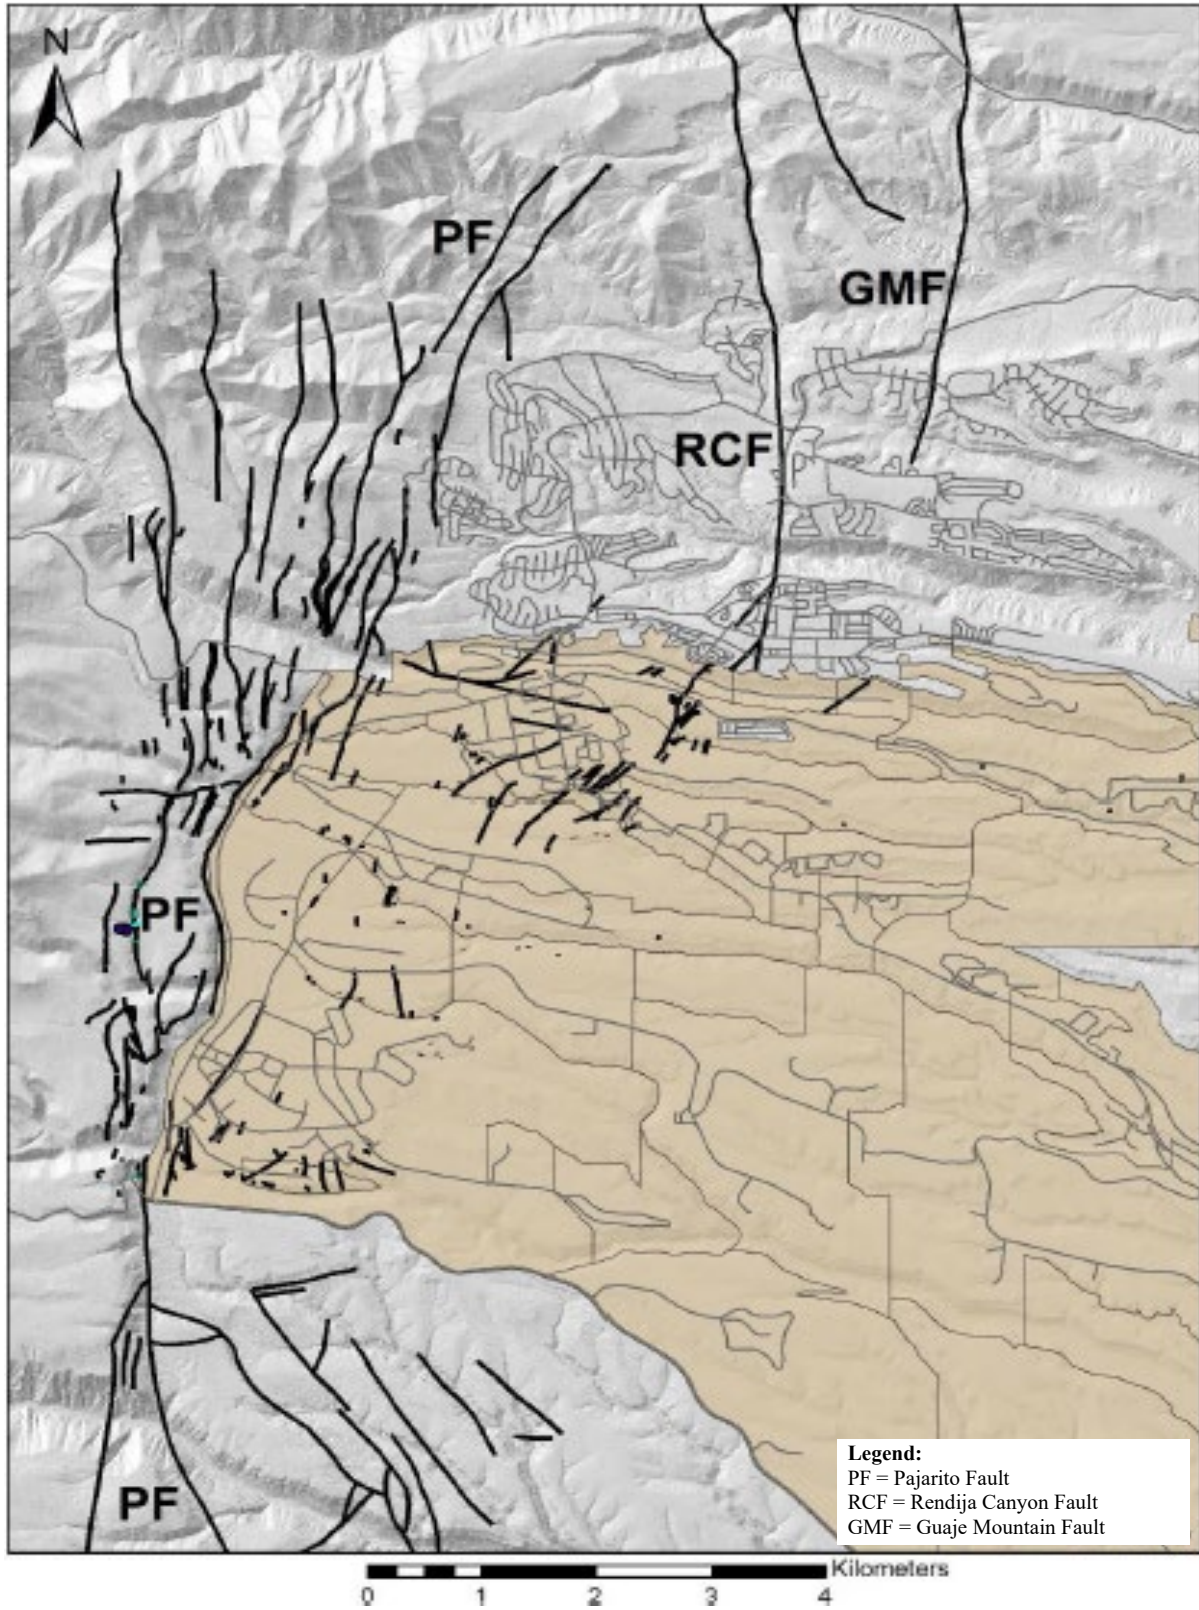 N
PF
GMF
RCF
PF
PF
Legend:
PF = Pajarito Fault
RCF = Rendija Canyon Fault
GMF = Guaje Mountain Fault
Kilometers
0 1 2 3 4